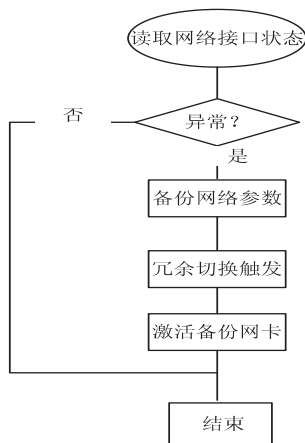 读取网络接口状态
异常？
否
是
备份网络参数
冗余切换触发
激活备份网卡
结束